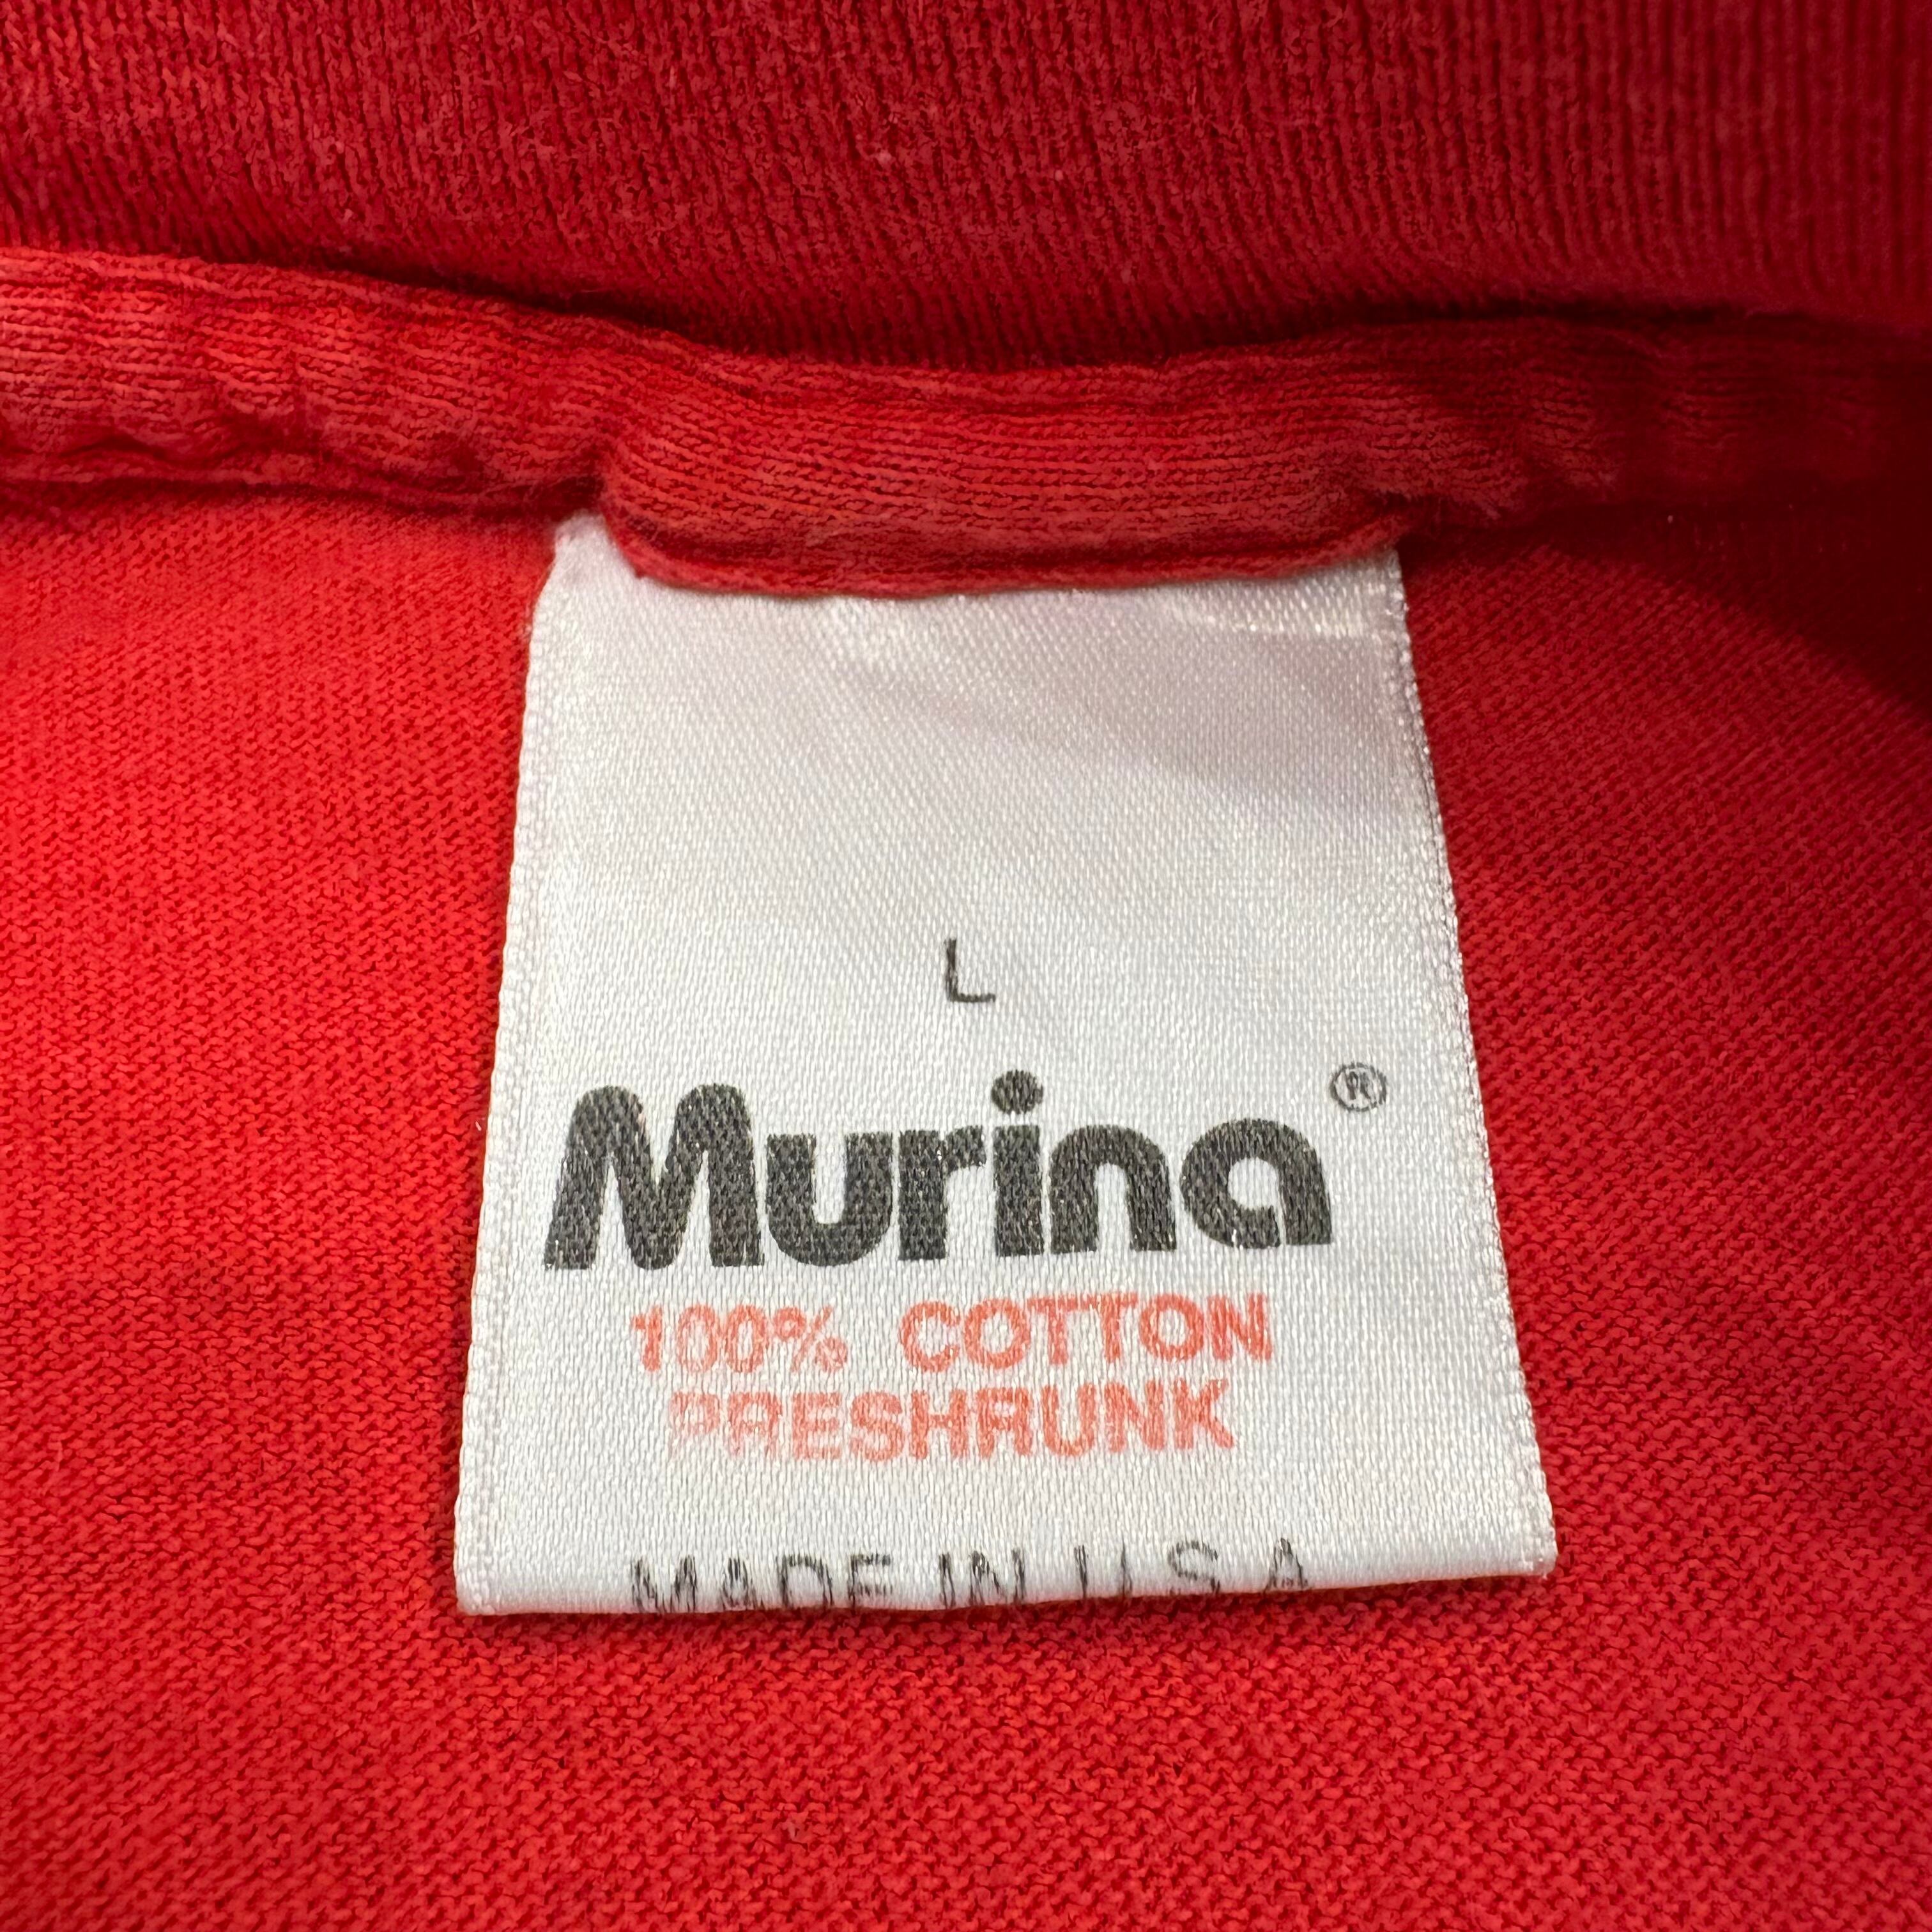 L
Murina ®
100% COTTON
PRESHRUNK
MADE IN U.S.A